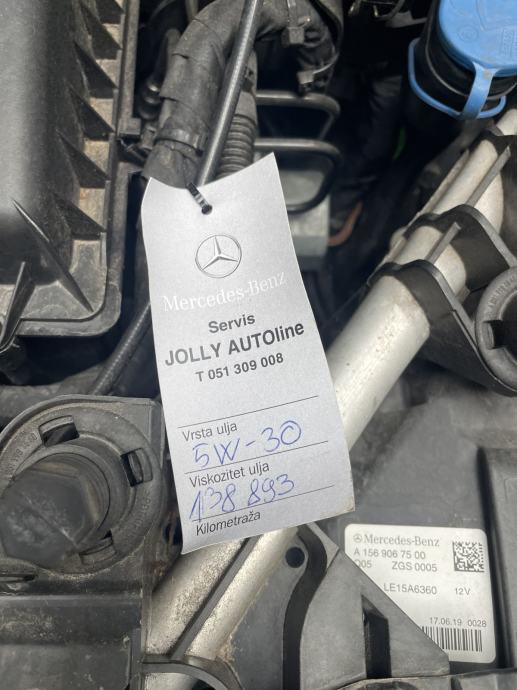 Mercedes-Benz
Servis
JOLLY AUTOline
T 051 309 008
Vrsta ulja
5W-30
Viskozitet ulja
138 893
Kilometraža
Mercedes-Benz
A 156 906 75 00
Q05 ZGS 0005
LE15A6360 12V
17.06.19 0028